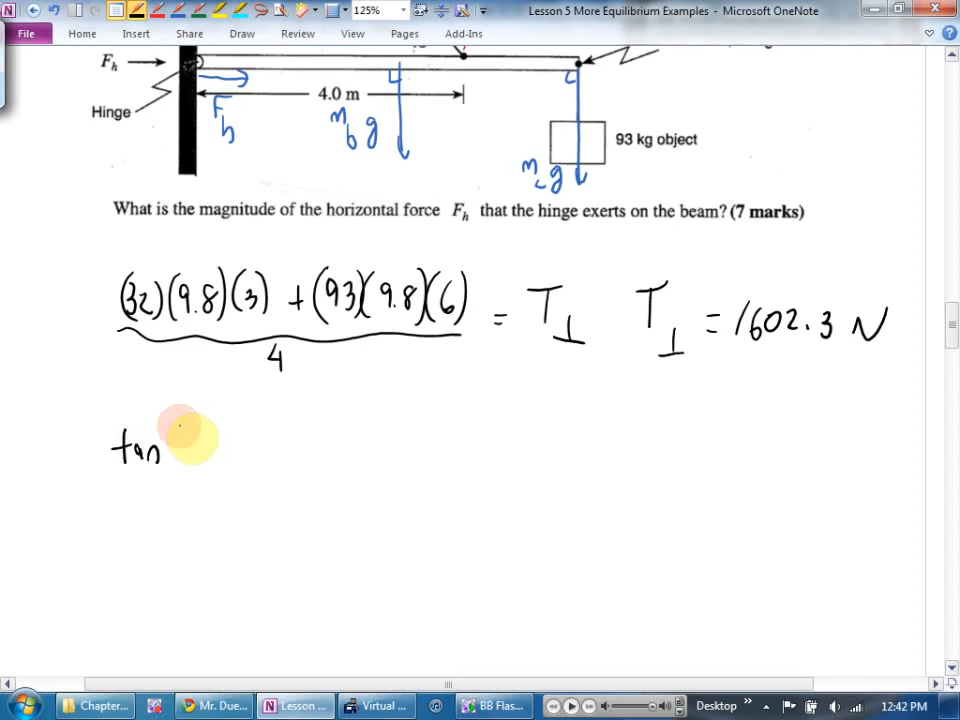 125%
Lesson 5 More Equilibrium Examples - Microsoft OneNote
File Home Insert Share Draw Review View Pages Add-Ins
F_h
4.0 m
Hinge
F_h
m_b g
93 kg object
m_c g
What is the magnitude of the horizontal force F_h that the hinge exerts on the beam? (7 marks)
(32)(9.8)(3) + (93)(9.8)(6) = T⊥ T⊥ = 1602.3 N
4
tan
Chapter... Mr. Due... Lesson ... Virtual ... BB Flas... Desktop » 12:42 PM